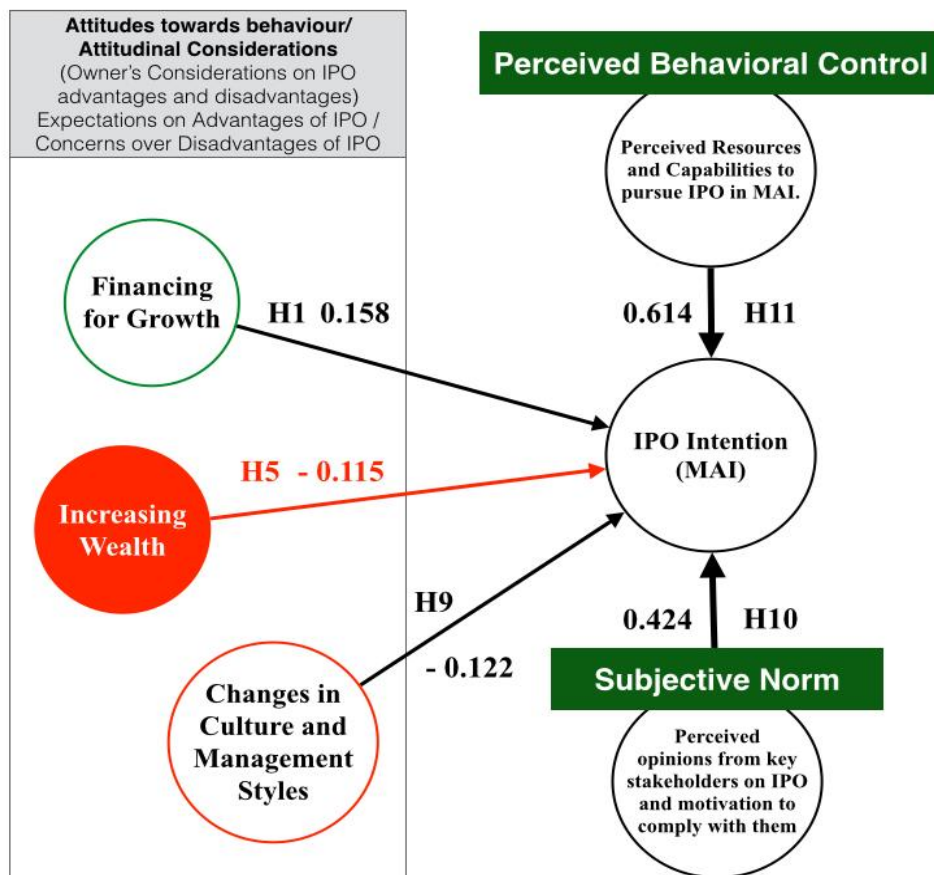 Attitudes towards behaviour/
Attitudinal Considerations
(Owner's Considerations on IPO
advantages and disadvantages)
Expectations on Advantages of IPO /
Concerns over Disadvantages of IPO
Perceived Behavioral Control
Perceived Resources
and Capabilities to
pursue IPO in MAI.
Financing
for Growth
H1 0.158
0.614 H11
IPO Intention
(MAI)
H5 - 0.115
Increasing
Wealth
H9
- 0.122
0.424 H10
Subjective Norm
Changes in
Culture and
Management
Styles
Perceived
opinions from key
stakeholders on IPO
and motivation to
comply with them